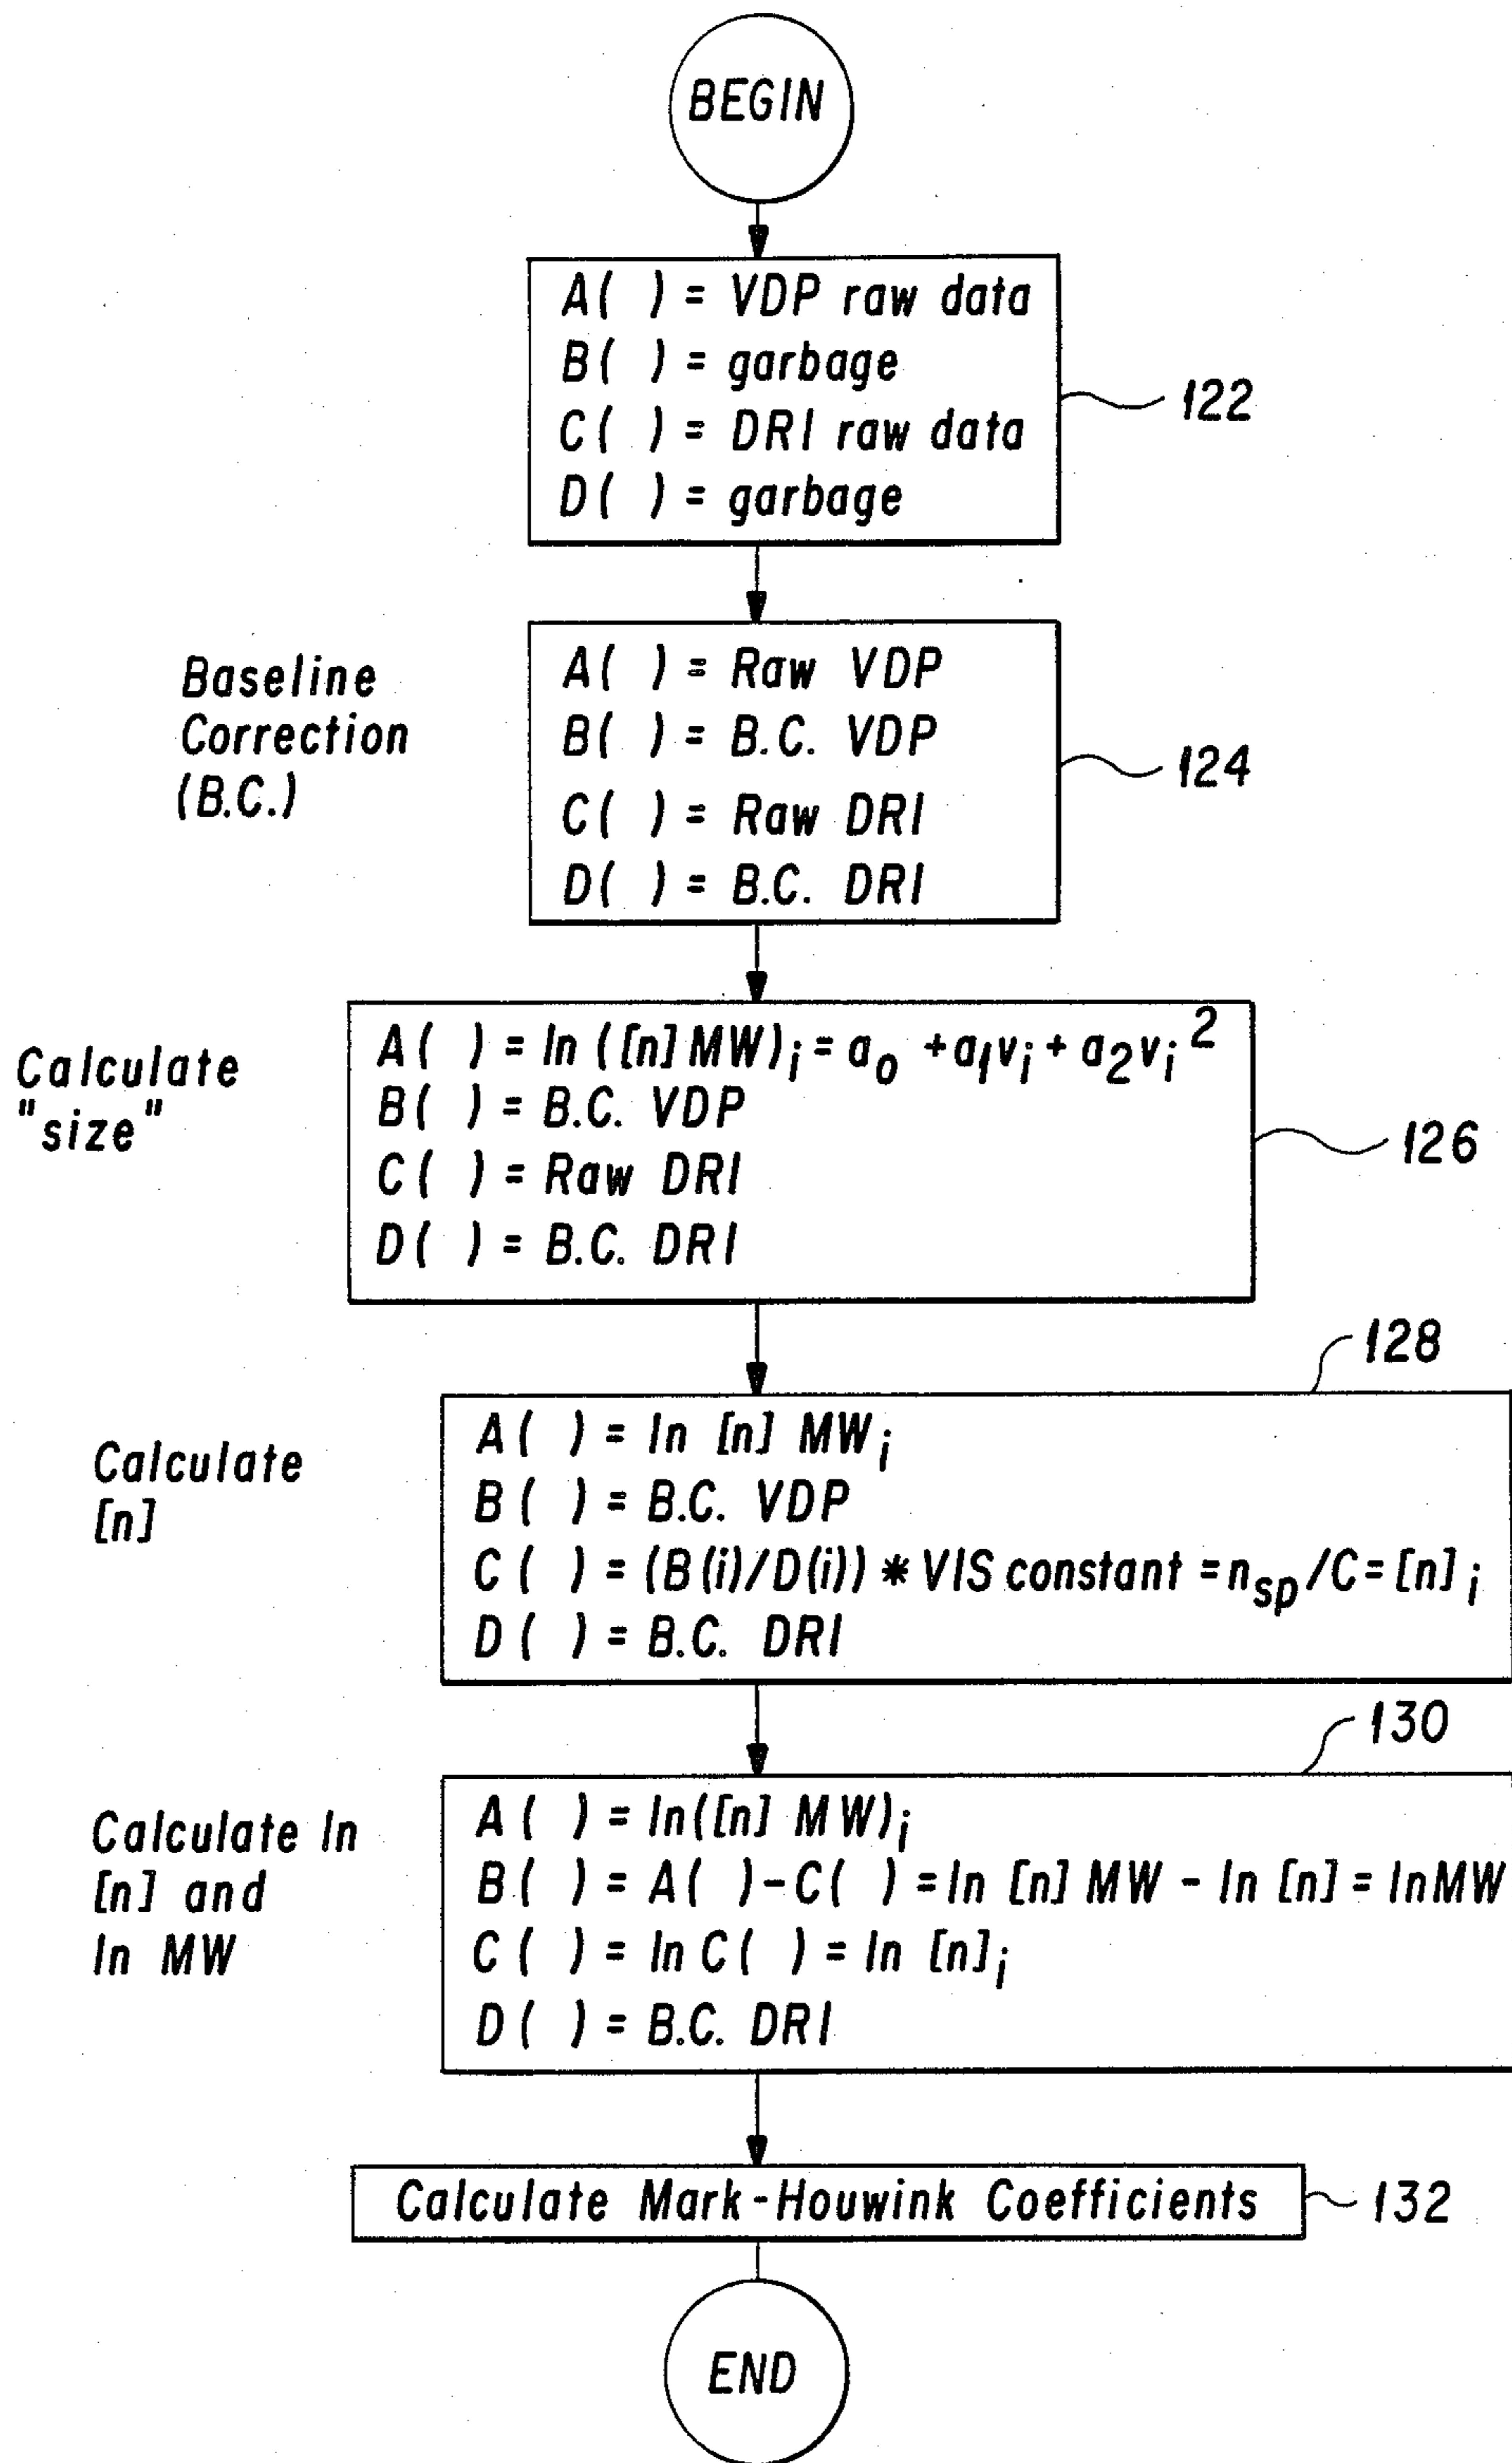 BEGIN
A( ) = VDP raw data
B( ) = garbage
C( ) = DRI raw data
D( ) = garbage
122
Baseline
Correction
(B.C.)
A( ) = Raw VDP
B( ) = B.C. VDP
C( ) = Raw DRI
D( ) = B.C. DRI
124
Calculate
"size"
A( ) = ln ([n] MW)i = ao + a1vi + a2vi 2
B( ) = B.C. VDP
C( ) = Raw DRI
D( ) = B.C. DRI
126
128
Calculate
[n]
A( ) = ln [n] MWi
B( ) = B.C. VDP
C( ) = (B(i)/D(i)) * VIS constant = nsp/C = [n]i
D( ) = B.C. DRI
130
Calculate ln
[n] and
ln MW
A( ) = ln([n] MW)i
B( ) = A( ) - C( ) = ln [n] MW - ln [n] = lnMW
C( ) = ln C( ) = ln [n]i
D( ) = B.C. DRI
Calculate Mark-Houwink Coefficients
132
END